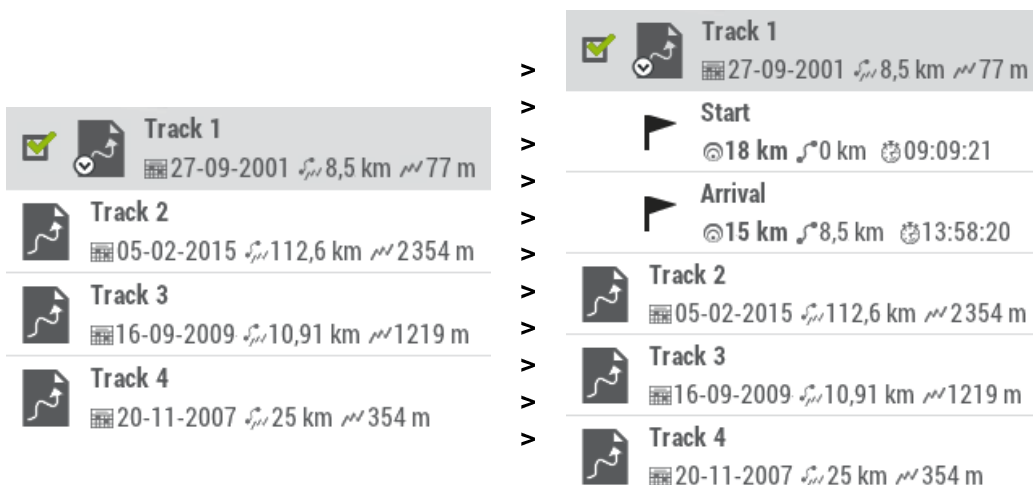 Track 1
27-09-2001 8,5 km 77 m
Track 2
05-02-2015 112,6 km 2354 m
Track 3
16-09-2009 10,91 km 1219 m
Track 4
20-11-2007 25 km 354 m
>
>
>
>
>
>
>
>
>
>
>
Track 1
27-09-2001 8,5 km 77 m
Start
18 km 0 km 09:09:21
Arrival
15 km 8,5 km 13:58:20
Track 2
05-02-2015 112,6 km 2354 m
Track 3
16-09-2009 10,91 km 1219 m
Track 4
20-11-2007 25 km 354 m